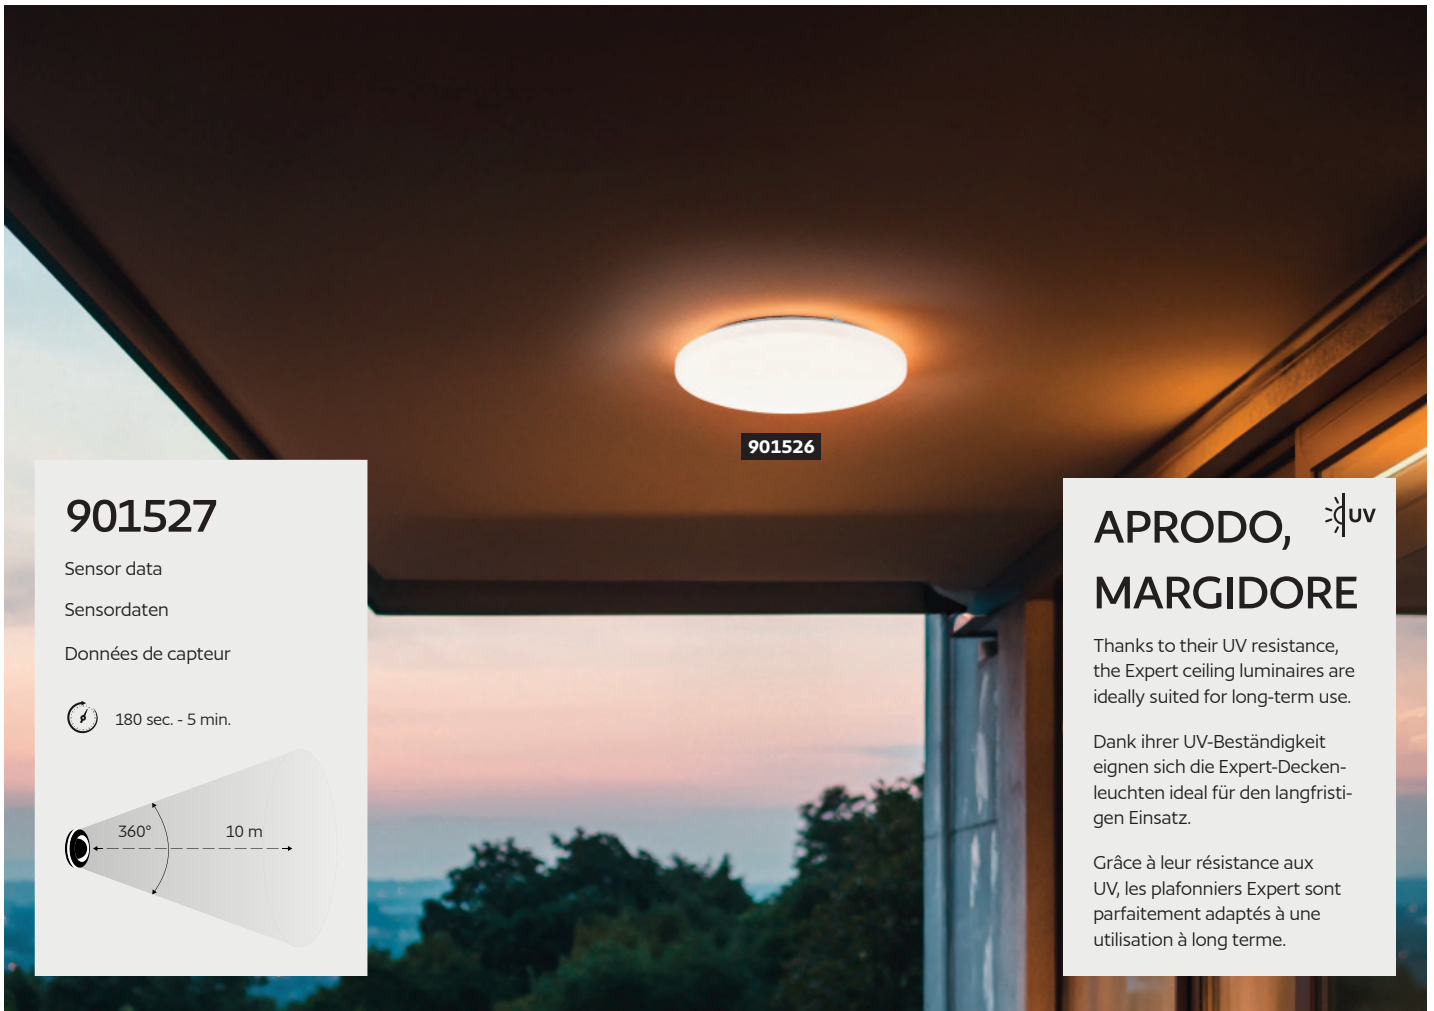 901526
901527
Sensor data
Sensordaten
Données de capteur
180 sec. - 5 min.
360°
10 m
APRODO,
UV
MARGIDORE
Thanks to their UV resistance,
the Expert ceiling luminaires are
ideally suited for long-term use.
Dank ihrer UV-Beständigkeit
eignen sich die Expert-Decken-
leuchten ideal für den langfristi-
gen Einsatz.
Grâce à leur résistance aux
UV, les plafonniers Expert sont
parfaitement adaptés à une
utilisation à long terme.